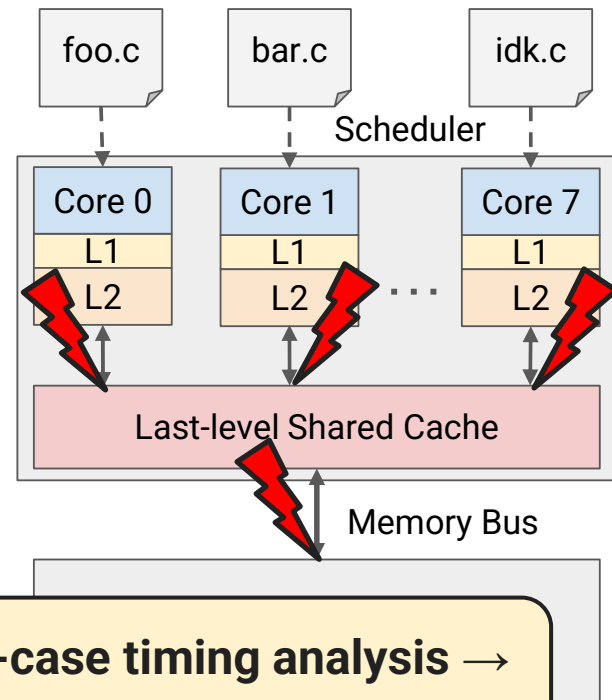 foo.c
bar.c
idk.c
Scheduler
Core 0
Core 1
Core 7
L1
L1
L1
L2
L2
...
L2
Last-level Shared Cache
Memory Bus
-case timing analysis →